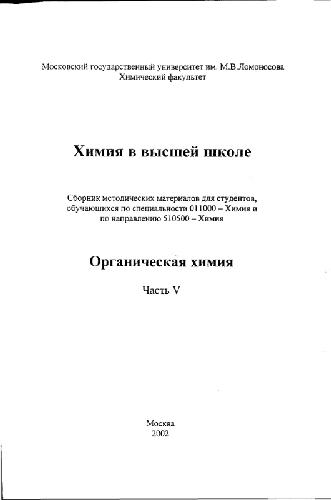 Московский государственный университет им. М.В.Ломоносова
Химический факультет
Химия в высшей школе
Сборник методических материалов для студентов,
обучающихся по специальности 011000 – Химия и
по направлению 510500 – Химия
Органическая химия
Часть V
Москва
2002